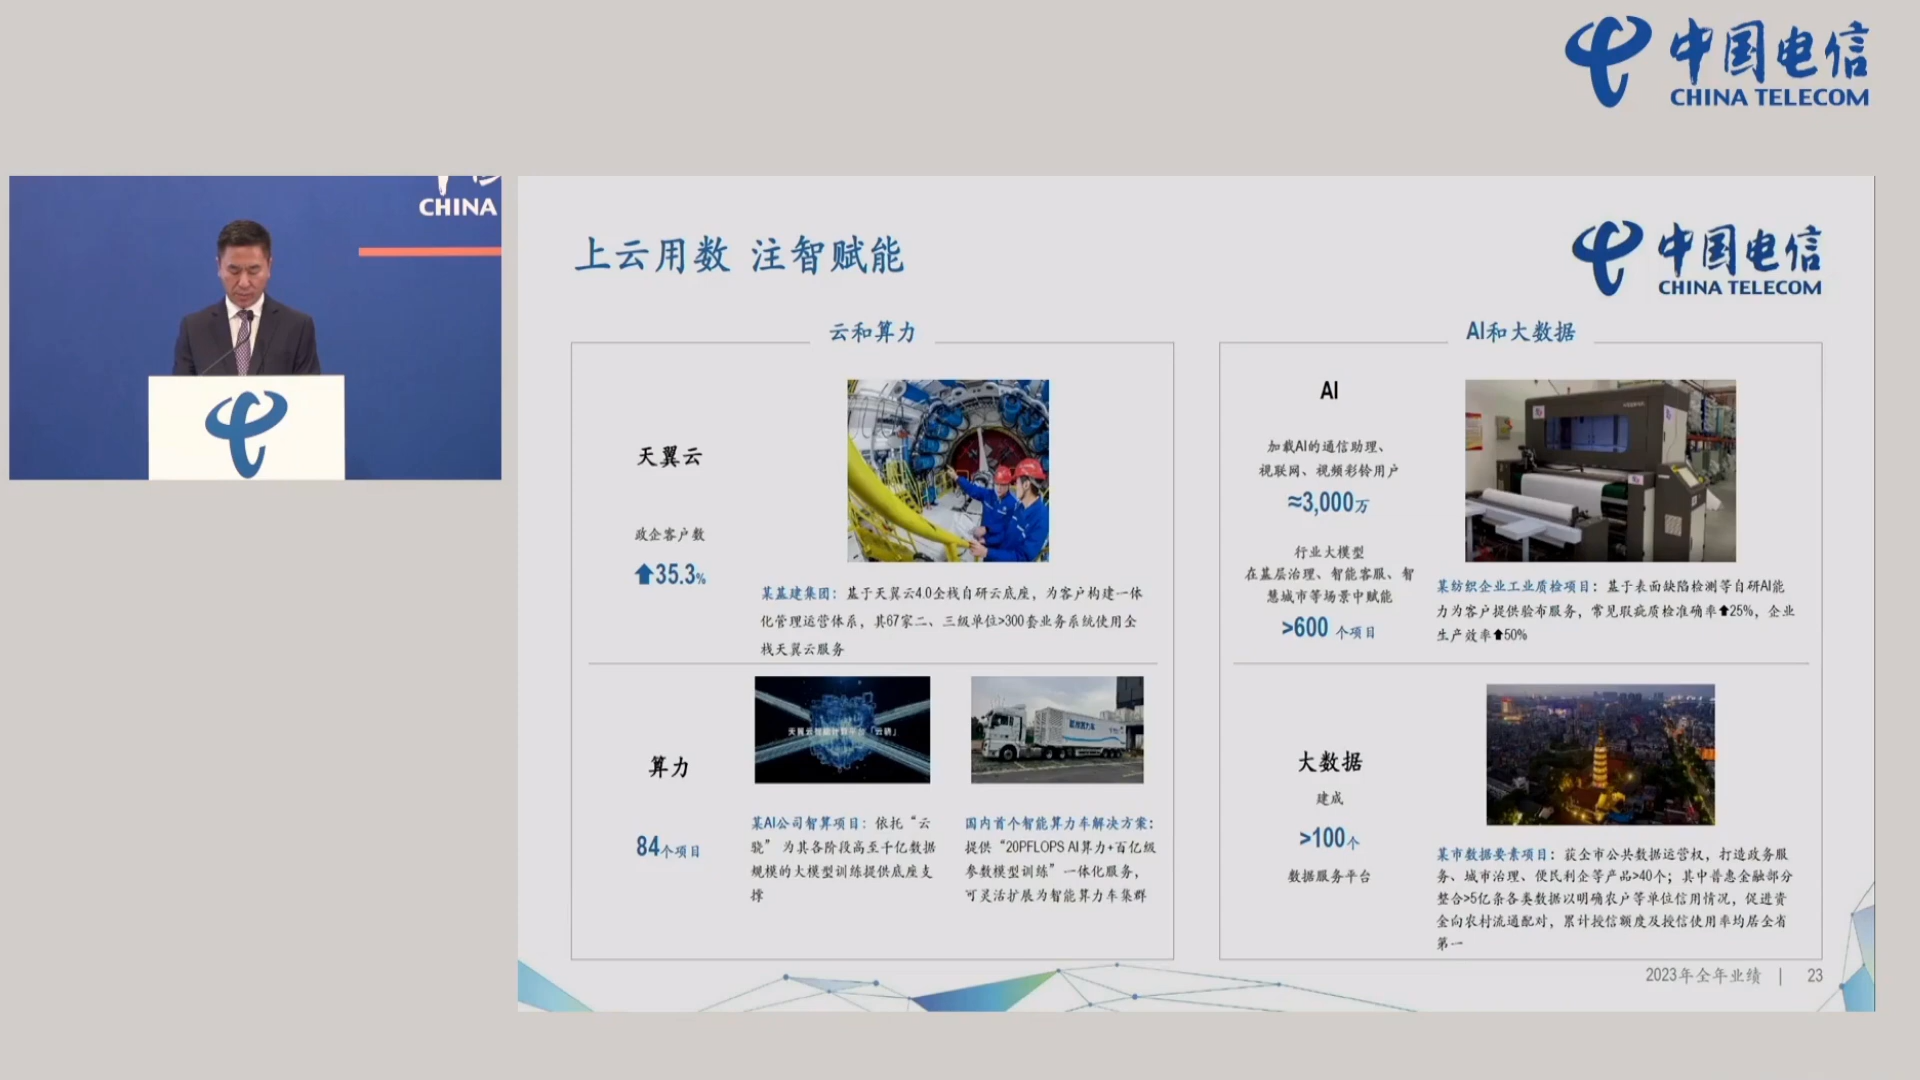 中国电信
CHINA TELECOM
CHINA
上云用数 注智赋能
中国电信
CHINA TELECOM
云和算力
天翼云
政企客户数
⬆35.3%
某基建集团：基于天翼云4.0全栈自研云底座，为客户构建一体
化管理运营体系，其67家二、三级单位>300套业务系统使用全
栈天翼云服务
算力
84个项目
某AI公司智算项目：依托“云
骁”为其各阶段高至千亿数据
规模的大模型训练提供底座支
撑
国内首个智能算力车解决方案：
提供“20PFLOPS AI算力+百亿级
参数模型训练”一体化服务，
可灵活扩展为智能算力车集群
AI和大数据
AI
加载AI的通信助理、
视联网、视频彩铃用户
≈3,000万
行业大模型
在基层治理、智能客服、智
慧城市等场景中赋能
>600 个项目
某纺织企业工业质检项目：基于表面缺陷检测等自研AI能
力为客户提供验布服务，常见瑕疵质检准确率⬆25%，企业
生产效率⬆50%
大数据
建成
>100个
数据服务平台
某市数据要素项目：获全市公共数据运营权，打造政务服
务、城市治理、便民利企等产品>40个；其中普惠金融部分
整合>5亿条各类数据以明确农户等单位信用情况，促进资
金向农村流通配对，累计授信额度及授信使用率均居全省
第一
2023年全年业绩 | 23